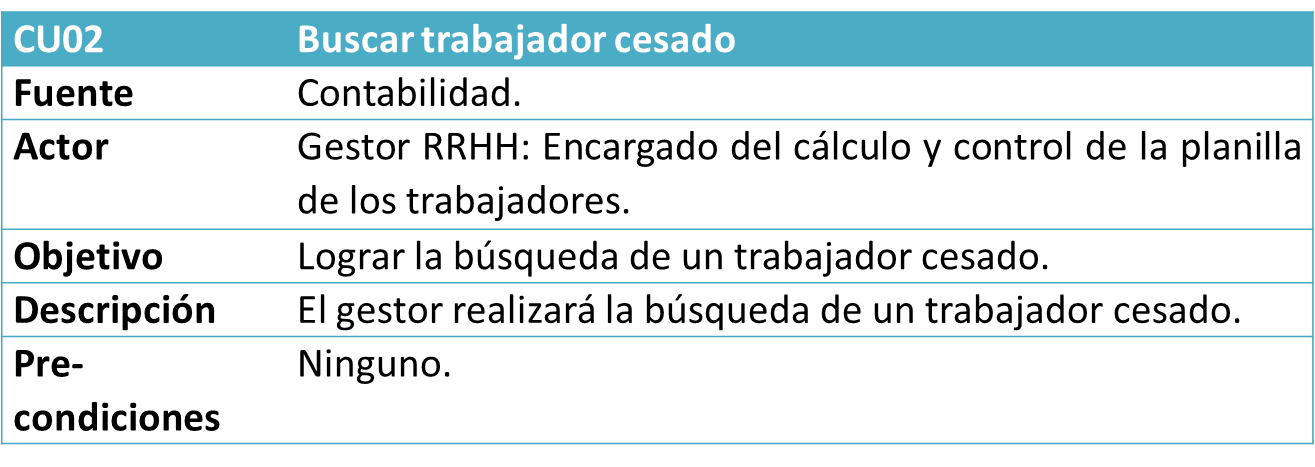 CU02 Buscar trabajador cesado
Fuente Contabilidad.
Actor Gestor RRHH: Encargado del cálculo y control de la planilla
de los trabajadores.
Objetivo Lograr la búsqueda de un trabajador cesado.
Descripción El gestor realizará la búsqueda de un trabajador cesado.
Pre- Ninguno.
condiciones